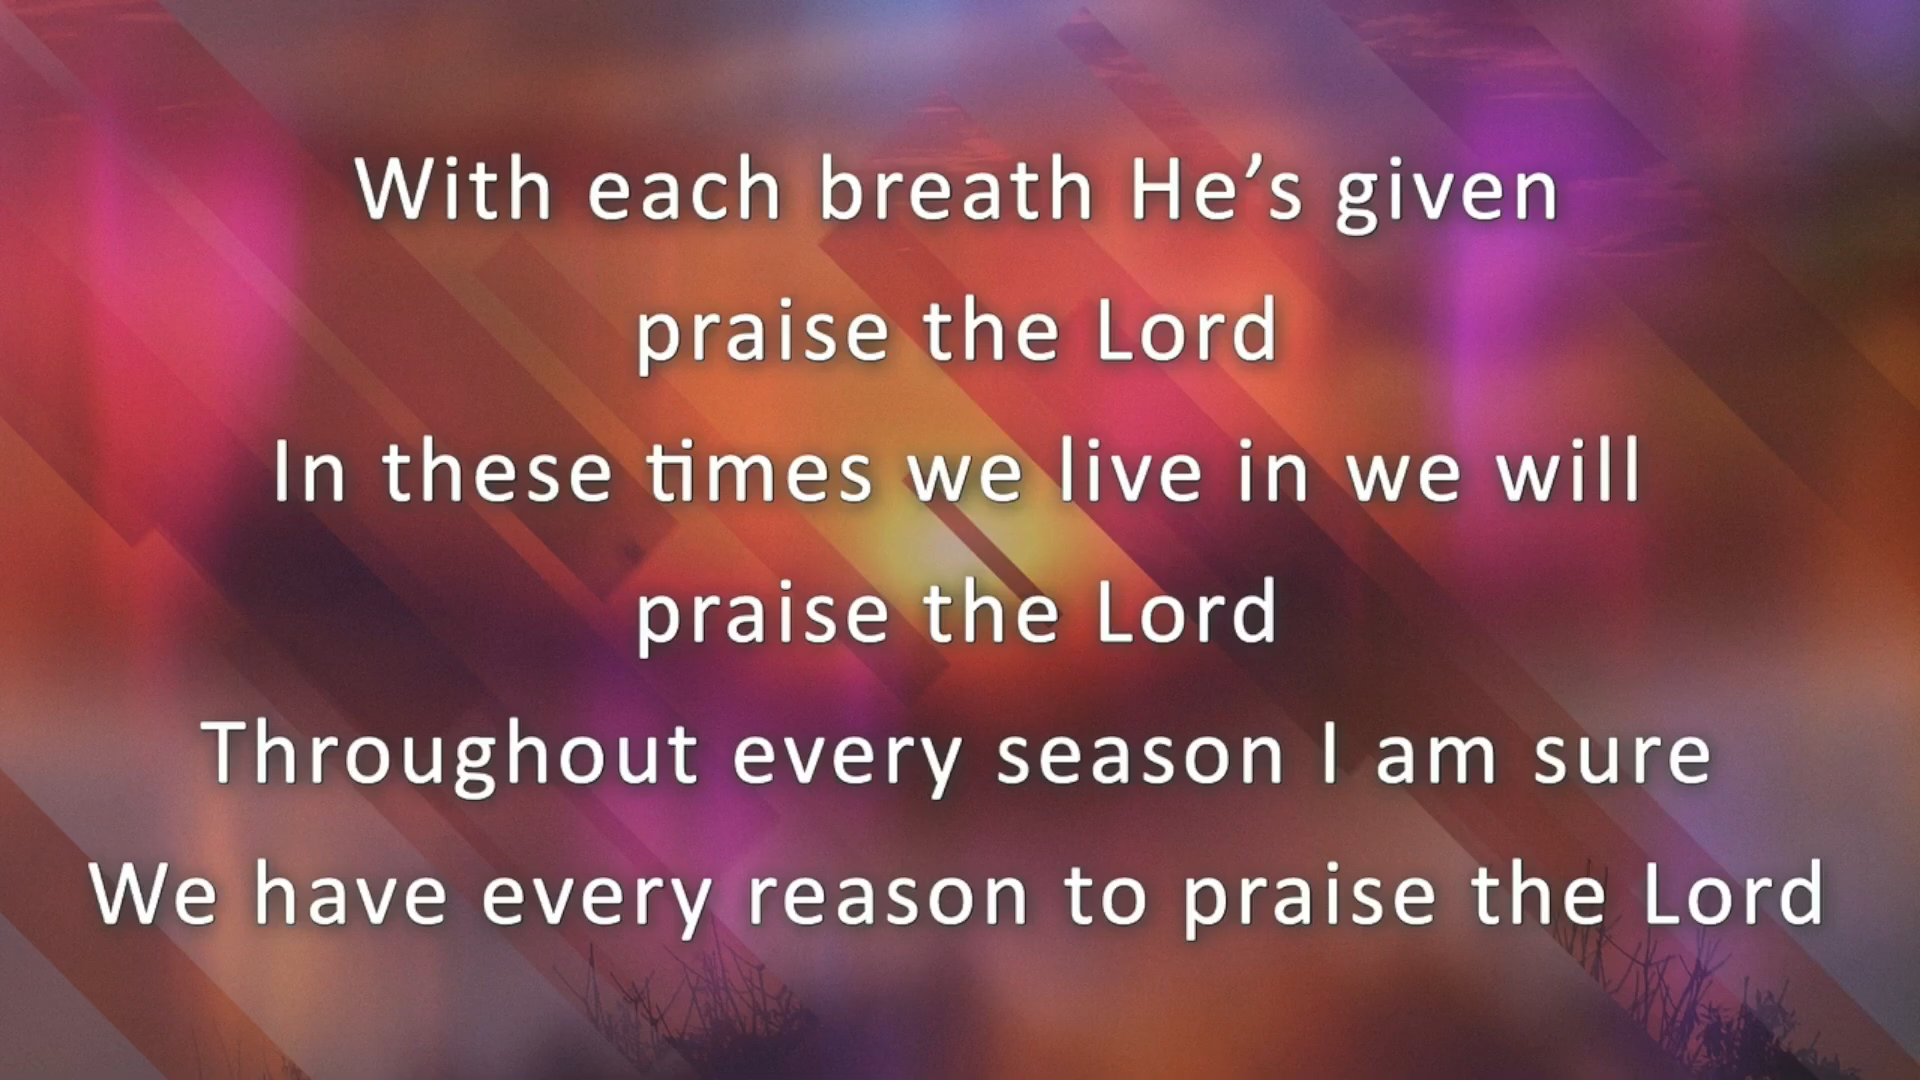 With each breath He’s given
praise the Lord
In these times we live in we will
praise the Lord
Throughout every season I am sure
We have every reason to praise the Lord